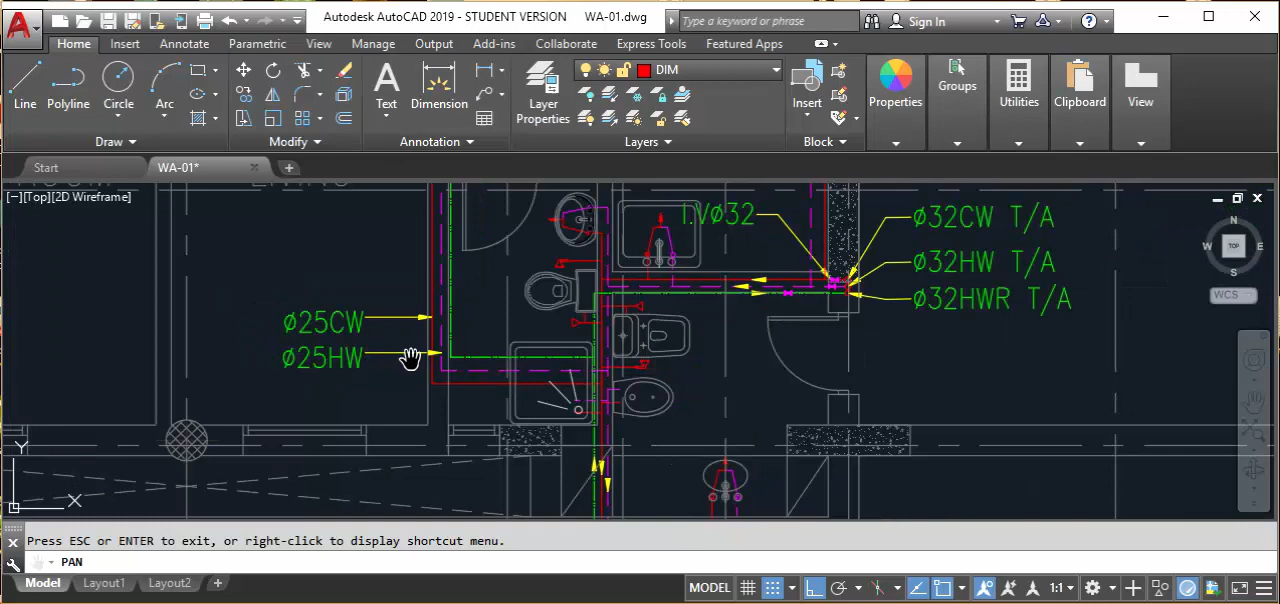 Autodesk AutoCAD 2019 - STUDENT VERSION WA-01.dwg
Type a keyword or phrase
Sign In
Home Insert Annotate Parametric View Manage Output Add-ins Collaborate Express Tools Featured Apps
DIM
Line Polyline Circle Arc
Text Dimension
Layer Properties
Insert
Properties Groups Utilities Clipboard View
Draw Modify Annotation Layers Block
Start WA-01*
[−][Top][2D Wireframe]
ROOM LIVING
I.Vø32
ø32CW T/A
ø32HW T/A
ø32HWR T/A
ø25CW
ø25HW
N
W TOP E
S
WCS
Y
X
Press ESC or ENTER to exit, or right-click to display shortcut menu.
PAN
Model Layout1 Layout2
MODEL 1:1